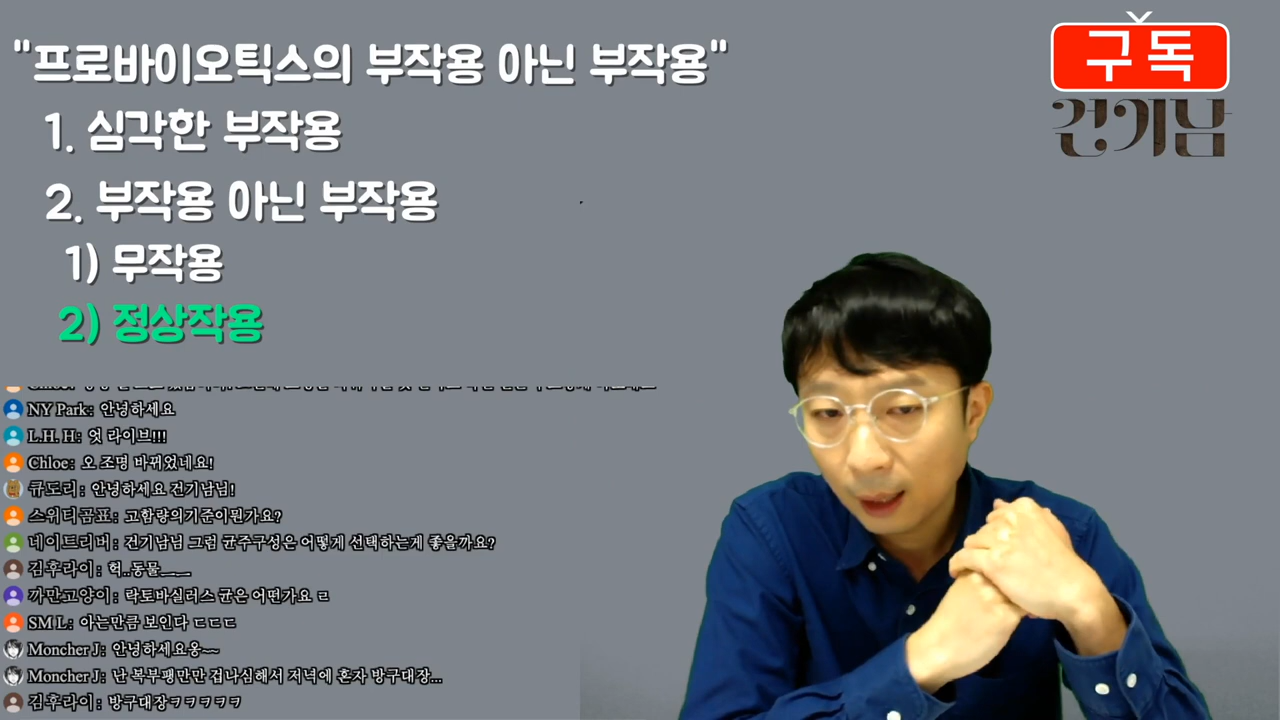 "프로바이오틱스의 부작용 아닌 부작용"
구독
건기남
1. 심각한 부작용
2. 부작용 아닌 부작용
1) 무작용
2) 정상작용
NY Park: 안녕하세요
L.H. H: 엇 라이브!!!
Chloe: 오 조명 바뀌었네요!
큐도리: 안녕하세요 건기남님!
스위티곰표: 고함량의기준이뭔가요?
네이트리버: 건기남님 그럼 균주구성은 어떻게 선택하는게 좋을까요?
김후라이: 헉..동물ㅡㅡ
까만고양이: 락토바실러스 균은 어떤가요 ㄹ
SM L: 아는만큼 보인다 ㄷㄷㄷ
Moncher J: 안녕하세요옹~~
Moncher J: 난 복부팽만만 겁나심해서 저녁에 혼자 방구대장...
김후라이: 방구대장ㅋㅋㅋㅋㅋ